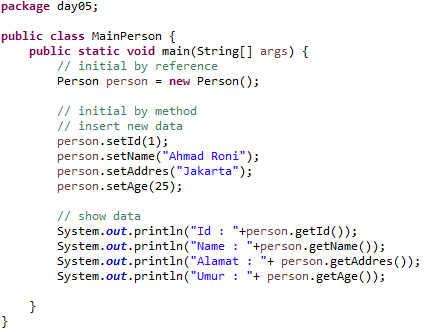 package day05;
public class MainPerson {
public static void main(String[] args) {
// initial by reference
Person person = new Person();
// initial by method
// insert new data
person.setId(1);
person.setName("Ahmad Roni");
person.setAddres("Jakarta");
person.setAge(25);
// show data
System.out.println("Id : "+person.getId());
System.out.println("Name : "+person.getName());
System.out.println("Alamat : "+ person.getAddres());
System.out.println("Umur : "+ person.getAge());
}
}